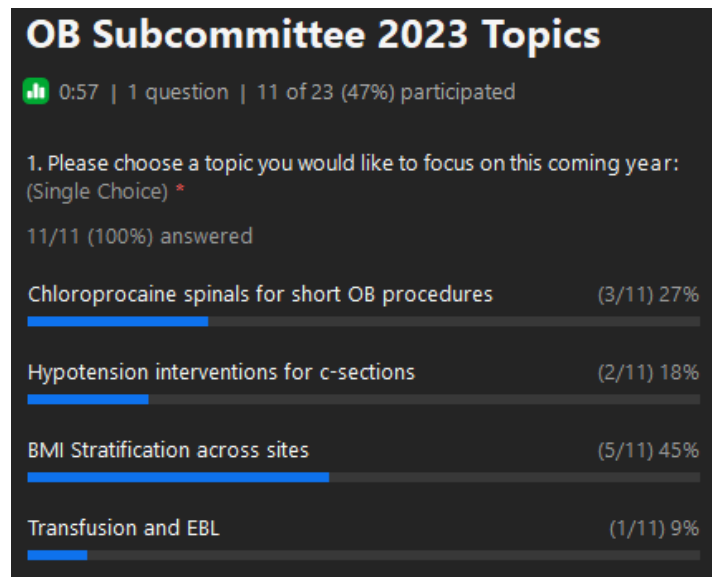 OB Subcommittee 2023 Topics
0:57 | 1 question | 11 of 23 (47%) participated
1. Please choose a topic you would like to focus on this coming year:
(Single Choice) *
11/11 (100%) answered
Chloroprocaine spinals for short OB procedures (3/11) 27%
Hypotension interventions for c-sections (2/11) 18%
BMI Stratification across sites (5/11) 45%
Transfusion and EBL (1/11) 9%